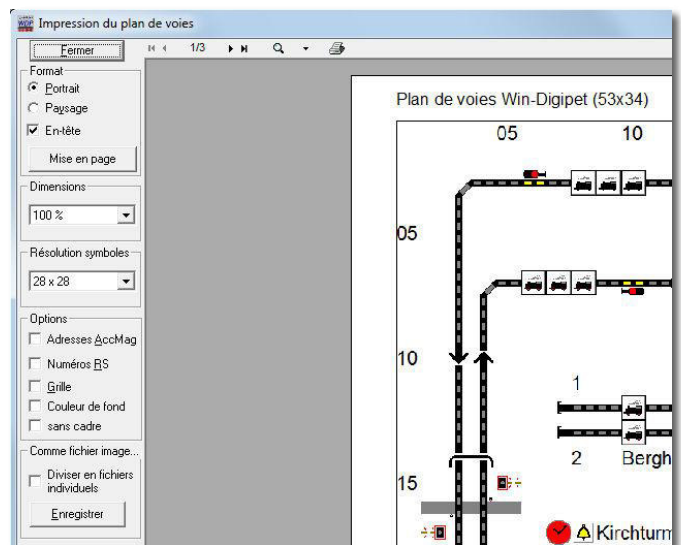 Impression du plan de voies
Fermer
1/3
Format
Portrait
Paysage
En-tête
Mise en page
Dimensions
100 %
Résolution symboles
28 x 28
Options
Adresses AccMag
Numéros RS
Grille
Couleur de fond
sans cadre
Comme fichier image...
Diviser en fichiers
individuels
Enregistrer
Plan de voies Win-Digipet (53x34)
05 10
05
10
1
2 Bergh
15
Kirchturm